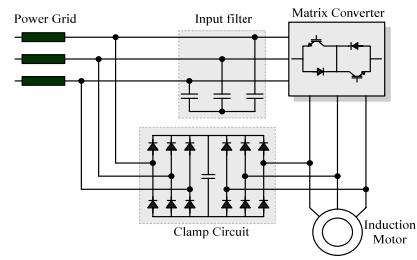 Power Grid
Input filter
Matrix Converter
Clamp Circuit
Induction
Motor